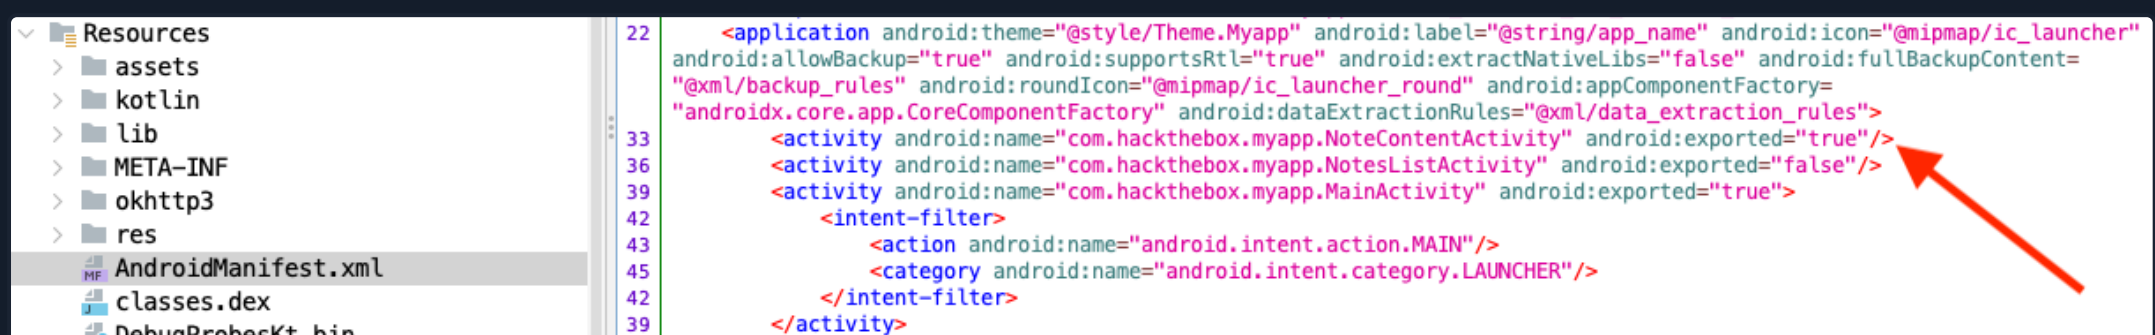 Resources
assets
kotlin
lib
META-INF
okhttp3
res
MF AndroidManifest.xml
J classes.dex
DebugProbesKt.bin
22 <application android:theme="@style/Theme.Myapp" android:label="@string/app_name" android:icon="@mipmap/ic_launcher"
android:allowBackup="true" android:supportsRtl="true" android:extractNativeLibs="false" android:fullBackupContent=
"@xml/backup_rules" android:roundIcon="@mipmap/ic_launcher_round" android:appComponentFactory=
"androidx.core.app.CoreComponentFactory" android:dataExtractionRules="@xml/data_extraction_rules">
33 <activity android:name="com.hackthebox.myapp.NoteContentActivity" android:exported="true"/>
36 <activity android:name="com.hackthebox.myapp.NotesListActivity" android:exported="false"/>
39 <activity android:name="com.hackthebox.myapp.MainActivity" android:exported="true">
42 <intent-filter>
43 <action android:name="android.intent.action.MAIN"/>
45 <category android:name="android.intent.category.LAUNCHER"/>
42 </intent-filter>
39 </activity>